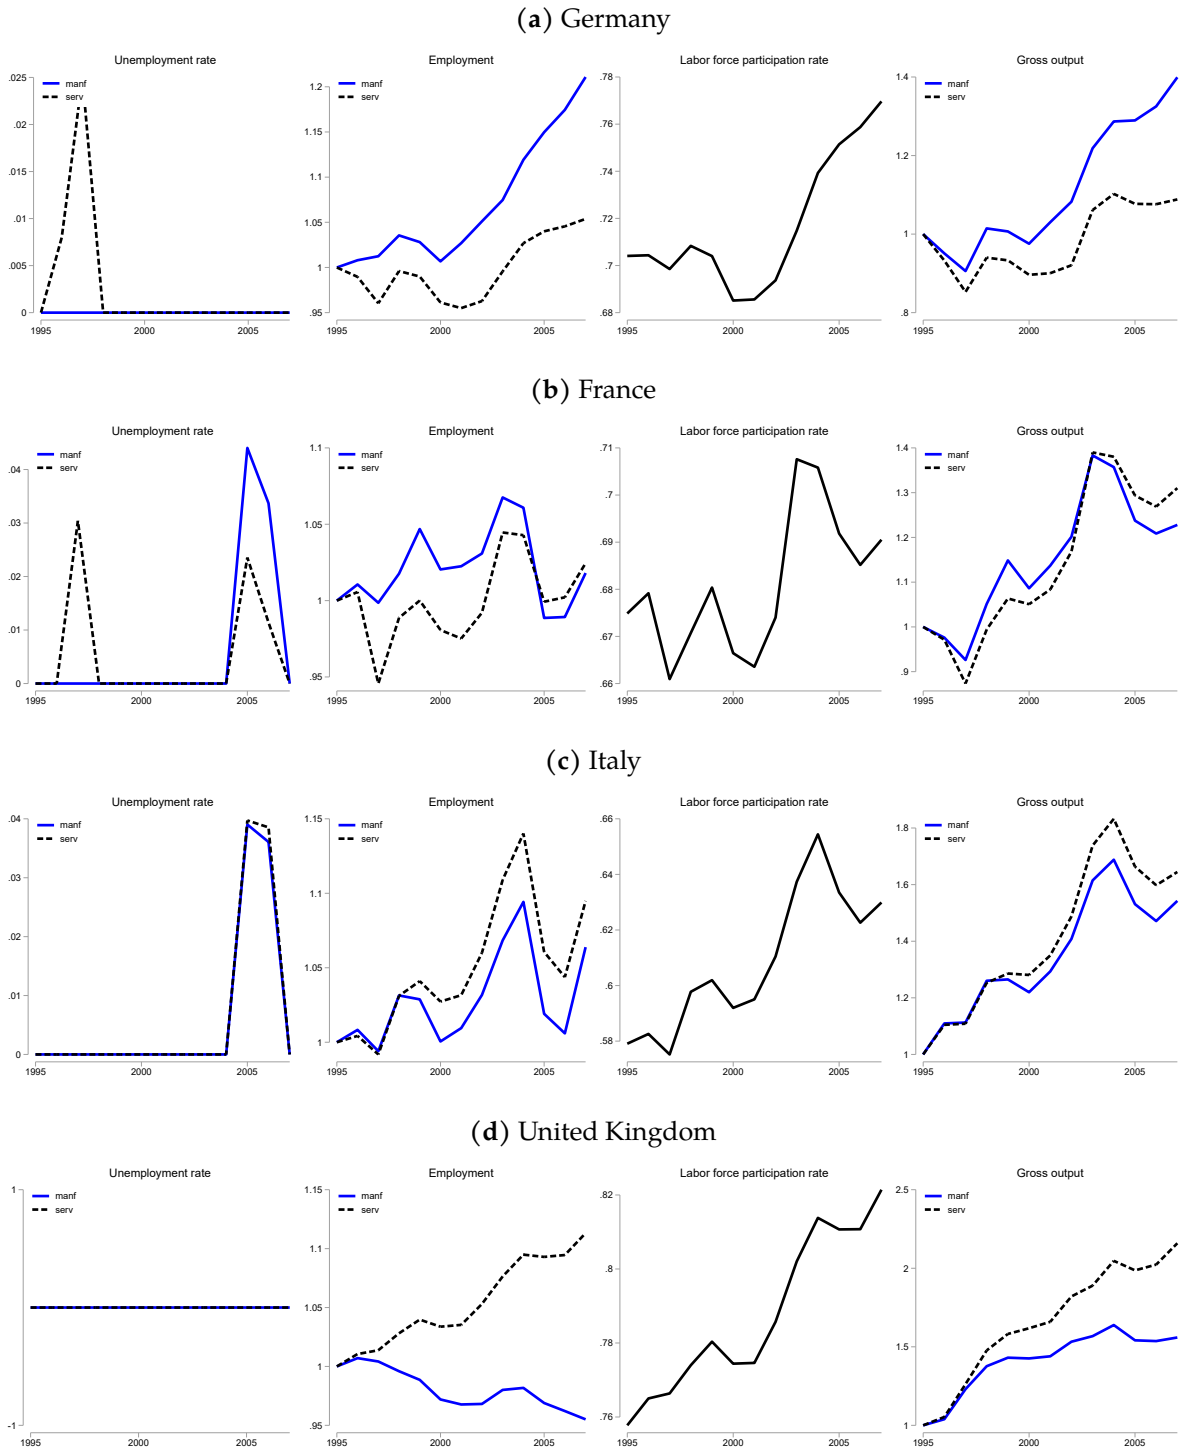 (a) Germany
Unemployment rate
manf
serv
.025
.02
.015
.01
.005
0
1995 2000 2005
Employment
manf
serv
1.2
1.15
1.1
1.05
1
.95
1995 2000 2005
Labor force participation rate
.78
.76
.74
.72
.7
.68
1995 2000 2005
Gross output
manf
serv
1.4
1.2
1
.8
1995 2000 2005
(b) France
Unemployment rate
manf
serv
.04
.03
.02
.01
0
1995 2000 2005
Employment
manf
serv
1.1
1.05
1
.95
1995 2000 2005
Labor force participation rate
.71
.7
.69
.68
.67
.66
1995 2000 2005
Gross output
manf
serv
1.4
1.3
1.2
1.1
1
.9
1995 2000 2005
(c) Italy
Unemployment rate
manf
serv
.04
.03
.02
.01
0
1995 2000 2005
Employment
manf
serv
1.15
1.1
1.05
1
1995 2000 2005
Labor force participation rate
.66
.64
.62
.6
.58
1995 2000 2005
Gross output
manf
serv
1.8
1.6
1.4
1.2
1
1995 2000 2005
(d) United Kingdom
Unemployment rate
manf
serv
1
-1
1995 2000 2005
Employment
manf
serv
1.15
1.1
1.05
1
.95
1995 2000 2005
Labor force participation rate
.82
.8
.78
.76
1995 2000 2005
Gross output
manf
serv
2.5
2
1.5
1
1995 2000 2005